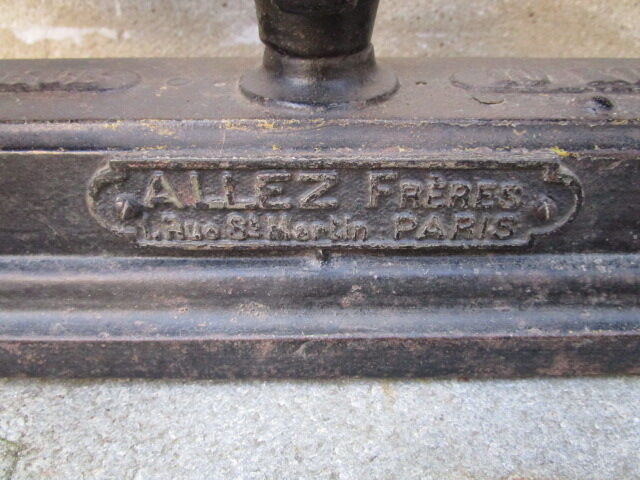 ALLEZ FRÈRES.
1.Rue St Martin PARIS